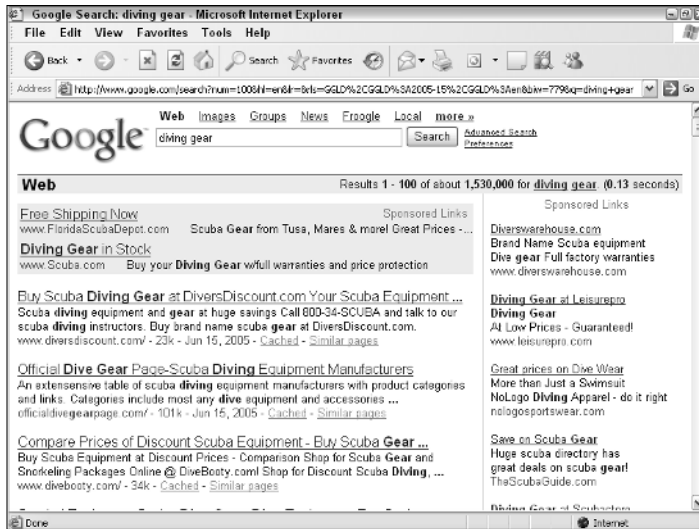 Google Search: diving gear - Microsoft Internet Explorer
File Edit View Favorites Tools Help
Back Search Favorites
Address http://www.google.com/search?num=100&hl=en&lr=&rls=GGLD%2CGGLD%3A2005-15%2CGGLD%3Aen&biw=779&q=diving+gear Go
Google
Web Images Groups News Froogle Local more »
diving gear Search Advanced Search
Preferences
Web Results 1 - 100 of about 1,530,000 for diving gear. (0.13 seconds)
Free Shipping Now Sponsored Links
www.FloridaScubaDepot.com Scuba Gear from Tusa, Mares & more! Great Prices -...
Diving Gear in Stock
www.Scuba.com Buy your Diving Gear w/full warranties and price protection
Buy Scuba Diving Gear at DiversDiscount.com Your Scuba Equipment ...
Scuba diving equipment and gear at huge savings Call 800-34-SCUBA and talk to our
scuba diving instructors. Buy brand name scuba gear at DiversDiscount.com.
www.diversdiscount.com/ - 23k - Jun 15, 2005 - Cached - Similar pages
Official Dive Gear Page-Scuba Diving Equipment Manufacturers
An extensensive table of scuba diving equipment manufacturers with product categories
and links. Categories include most any dive equipment and accessories ...
officialdivegearpage.com/ - 101k - Jun 15, 2005 - Cached - Similar pages
Compare Prices of Discount Scuba Equipment - Buy Scuba Gear ...
Buy Scuba Equipment at Discount Prices - Comparison Shop for Scuba Gear and
Snorkeling Packages Online @ DiveBooty.com! Shop for Discount Scuba Diving, ...
www.divebooty.com/ - 34k - Cached - Similar pages
Sponsored Links
Diverswarehouse.com
Brand Name Scuba equipment
Dive gear Full factory warranties
www.diverswarehouse.com
Diving Gear at Leisurepro
Diving Gear
At Low Prices - Guaranteed!
www.leisurepro.com
Great prices on Dive Wear
More than Just a Swimsuit
NoLogo Diving Apparel - do it right
nologosportswear.com
Save on Scuba Gear
Huge scuba directory has
great deals on scuba gear!
TheScubaGuide.com
Diving Gear at
Done Internet